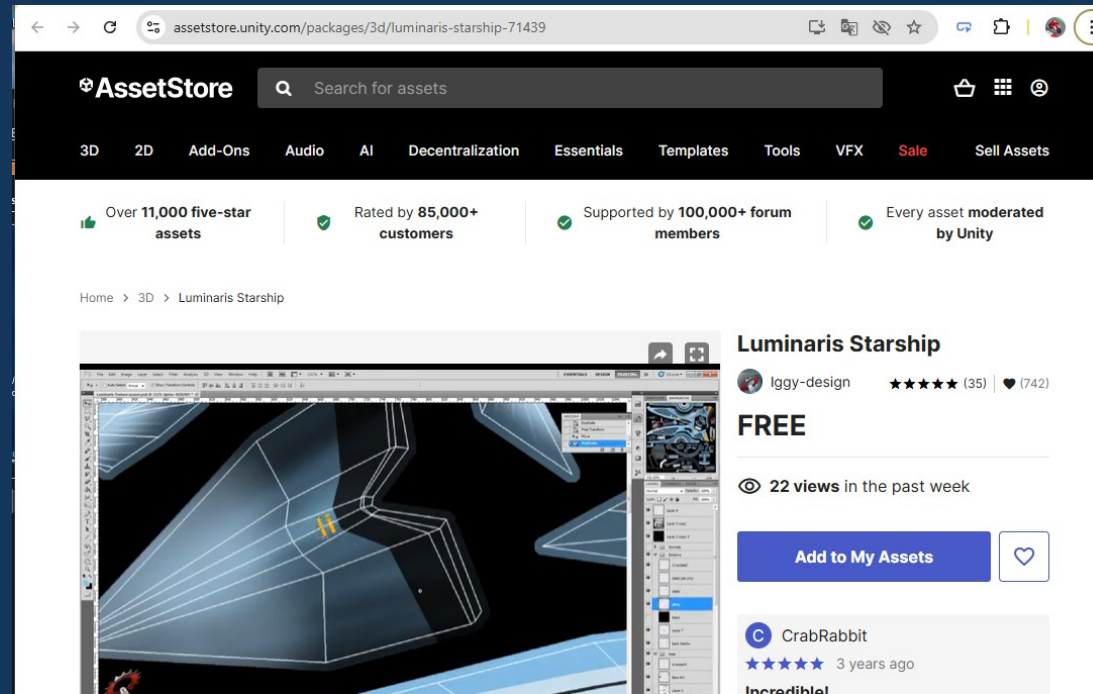 assetstore.unity.com/packages/3d/luminaris-starship-71439
AssetStore
Search for assets
3D 2D Add-Ons Audio AI Decentralization Essentials Templates Tools VFX Sale Sell Assets
Over 11,000 five-star
assets
Rated by 85,000+
customers
Supported by 100,000+ forum
members
Every asset moderated
by Unity
Home > 3D > Luminaris Starship
Luminaris Starship
Iggy-design ★★★★★ (35) | (742)
FREE
22 views in the past week
Add to My Assets
C CrabRabbit
★★★★★ 3 years ago
Incredible!